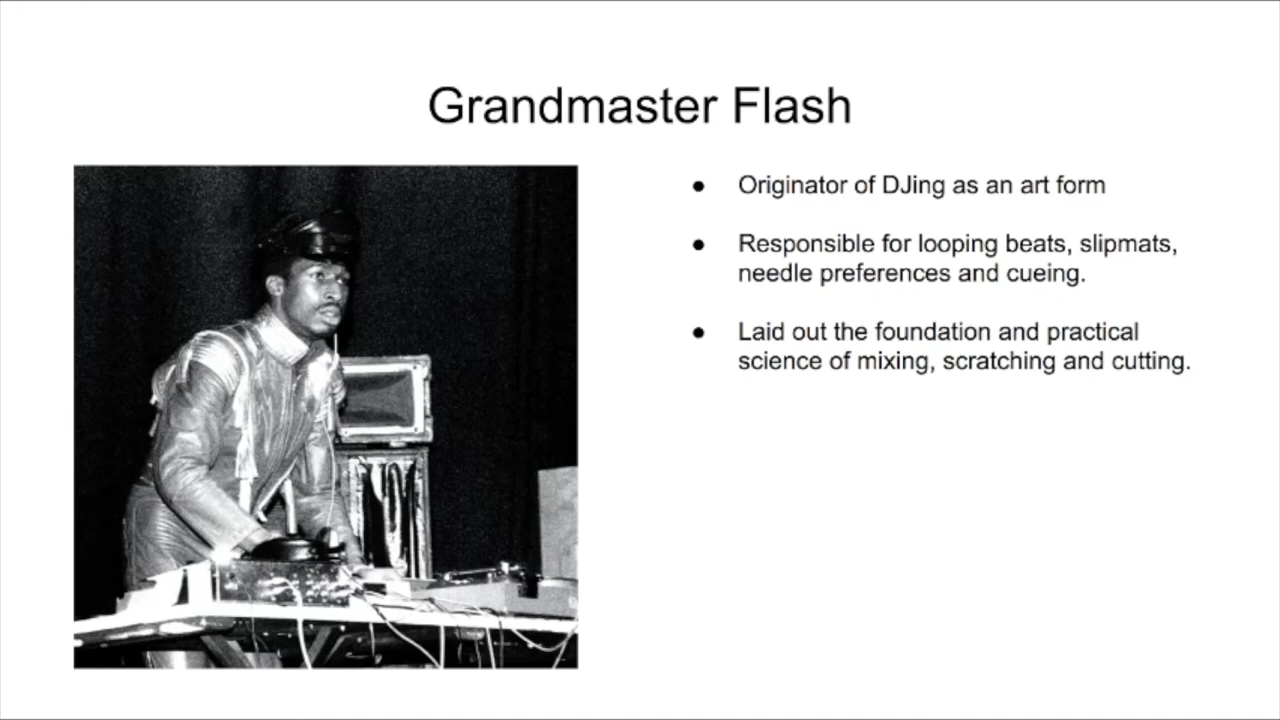 Grandmaster Flash
● Originator of DJing as an art form
● Responsible for looping beats, slipmats,
needle preferences and cueing.
● Laid out the foundation and practical
science of mixing, scratching and cutting.